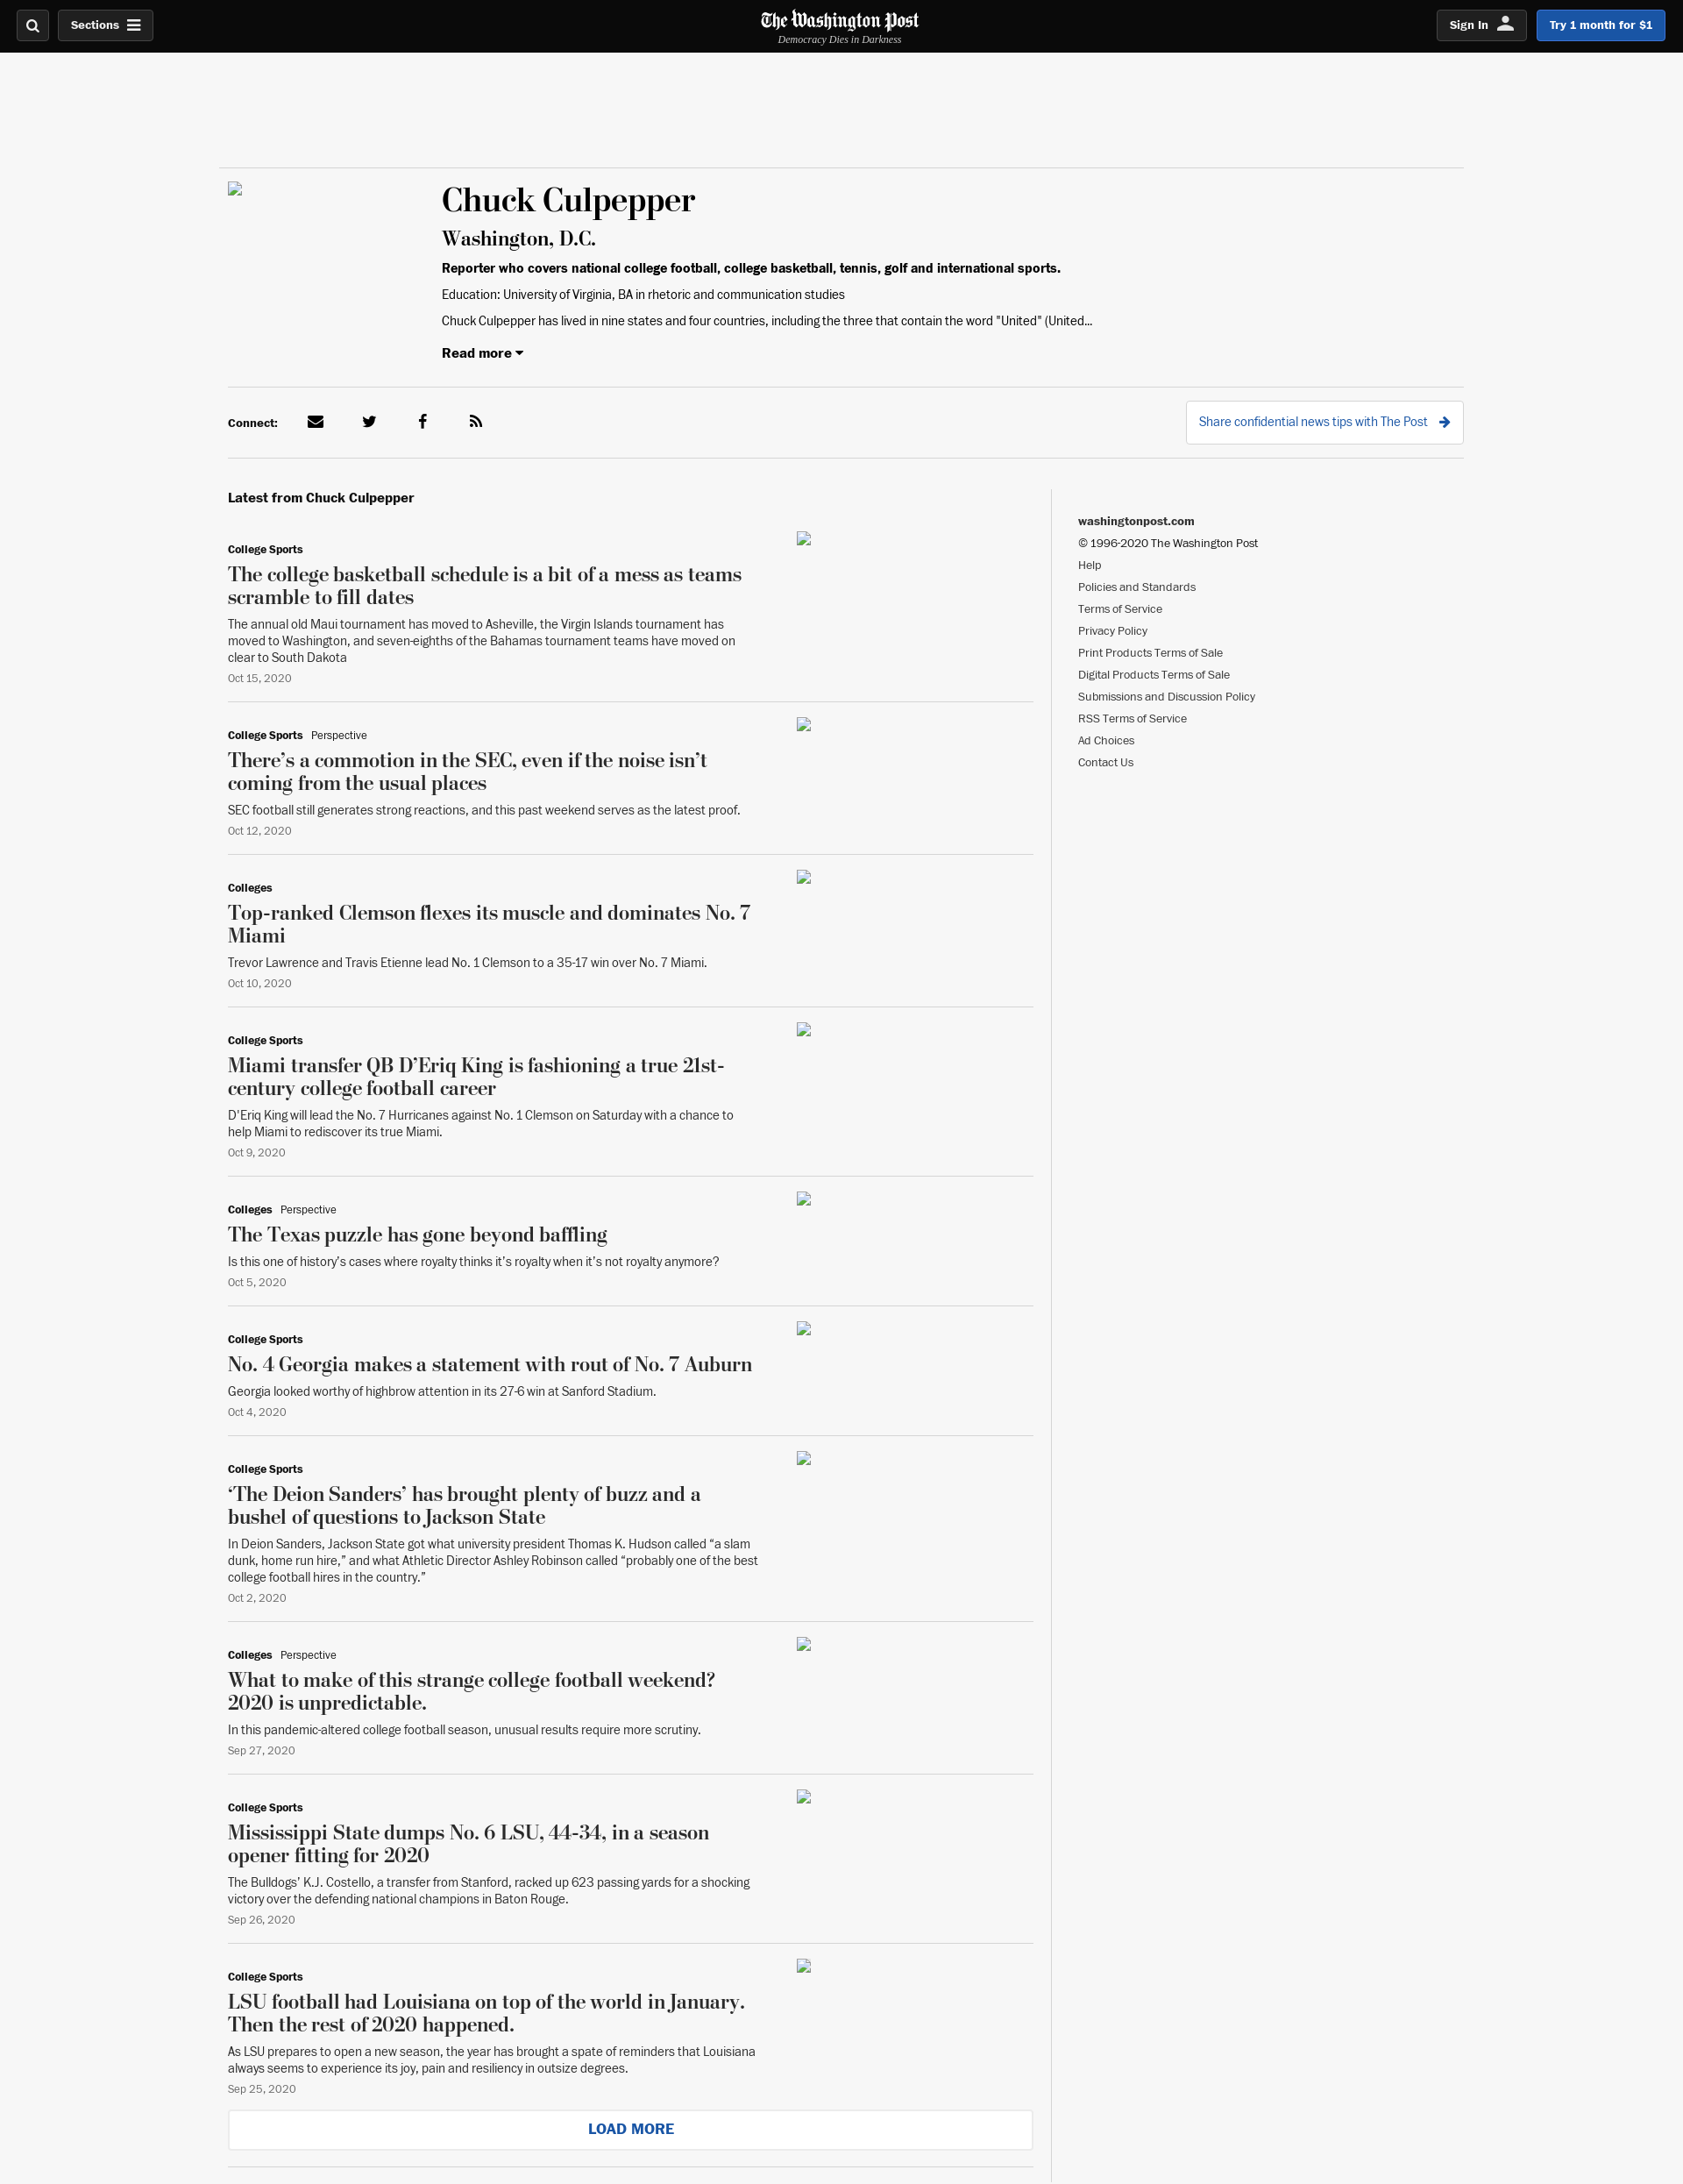 Sections
The Washington Post
Democracy Dies in Darkness
Sign In
Try 1 month for $1
Chuck Culpepper
Washington, D.C.
Reporter who covers national college football, college basketball, tennis, golf and international sports.
Education: University of Virginia, BA in rhetoric and communication studies
Chuck Culpepper has lived in nine states and four countries, including the three that contain the word "United" (United...
Read more
Connect:
Share confidential news tips with The Post
Latest from Chuck Culpepper
College Sports
The college basketball schedule is a bit of a mess as teams
scramble to fill dates
The annual old Maui tournament has moved to Asheville, the Virgin Islands tournament has
moved to Washington, and seven-eighths of the Bahamas tournament teams have moved on
clear to South Dakota
Oct 15, 2020
College Sports Perspective
There’s a commotion in the SEC, even if the noise isn’t
coming from the usual places
SEC football still generates strong reactions, and this past weekend serves as the latest proof.
Oct 12, 2020
Colleges
Top-ranked Clemson flexes its muscle and dominates No. 7
Miami
Trevor Lawrence and Travis Etienne lead No. 1 Clemson to a 35-17 win over No. 7 Miami.
Oct 10, 2020
College Sports
Miami transfer QB D’Eriq King is fashioning a true 21st-
century college football career
D'Eriq King will lead the No. 7 Hurricanes against No. 1 Clemson on Saturday with a chance to
help Miami to rediscover its true Miami.
Oct 9, 2020
Colleges Perspective
The Texas puzzle has gone beyond baffling
Is this one of history's cases where royalty thinks it's royalty when it's not royalty anymore?
Oct 5, 2020
College Sports
No. 4 Georgia makes a statement with rout of No. 7 Auburn
Georgia looked worthy of highbrow attention in its 27-6 win at Sanford Stadium.
Oct 4, 2020
College Sports
‘The Deion Sanders’ has brought plenty of buzz and a
bushel of questions to Jackson State
In Deion Sanders, Jackson State got what university president Thomas K. Hudson called “a slam
dunk, home run hire,” and what Athletic Director Ashley Robinson called “probably one of the best
college football hires in the country.”
Oct 2, 2020
Colleges Perspective
What to make of this strange college football weekend?
2020 is unpredictable.
In this pandemic-altered college football season, unusual results require more scrutiny.
Sep 27, 2020
College Sports
Mississippi State dumps No. 6 LSU, 44-34, in a season
opener fitting for 2020
The Bulldogs’ K.J. Costello, a transfer from Stanford, racked up 623 passing yards for a shocking
victory over the defending national champions in Baton Rouge.
Sep 26, 2020
College Sports
LSU football had Louisiana on top of the world in January.
Then the rest of 2020 happened.
As LSU prepares to open a new season, the year has brought a spate of reminders that Louisiana
always seems to experience its joy, pain and resiliency in outsize degrees.
Sep 25, 2020
LOAD MORE
washingtonpost.com
© 1996-2020 The Washington Post
Help
Policies and Standards
Terms of Service
Privacy Policy
Print Products Terms of Sale
Digital Products Terms of Sale
Submissions and Discussion Policy
RSS Terms of Service
Ad Choices
Contact Us